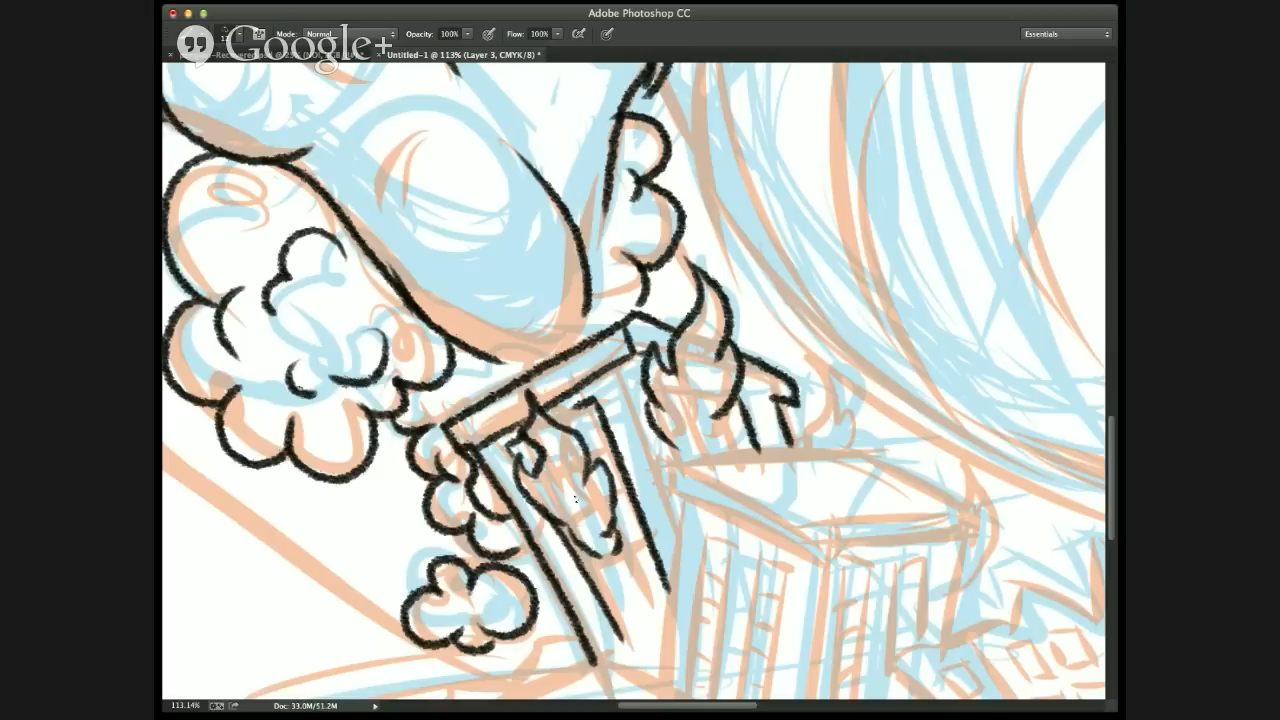 Adobe Photoshop CC
Google+
Mode: Normal
Opacity: 100%
Flow: 100%
Essentials
Untitled-1 @ 113% (Layer 3, CMYK/8) *
113.14%
Doc: 33.0M/51.2M